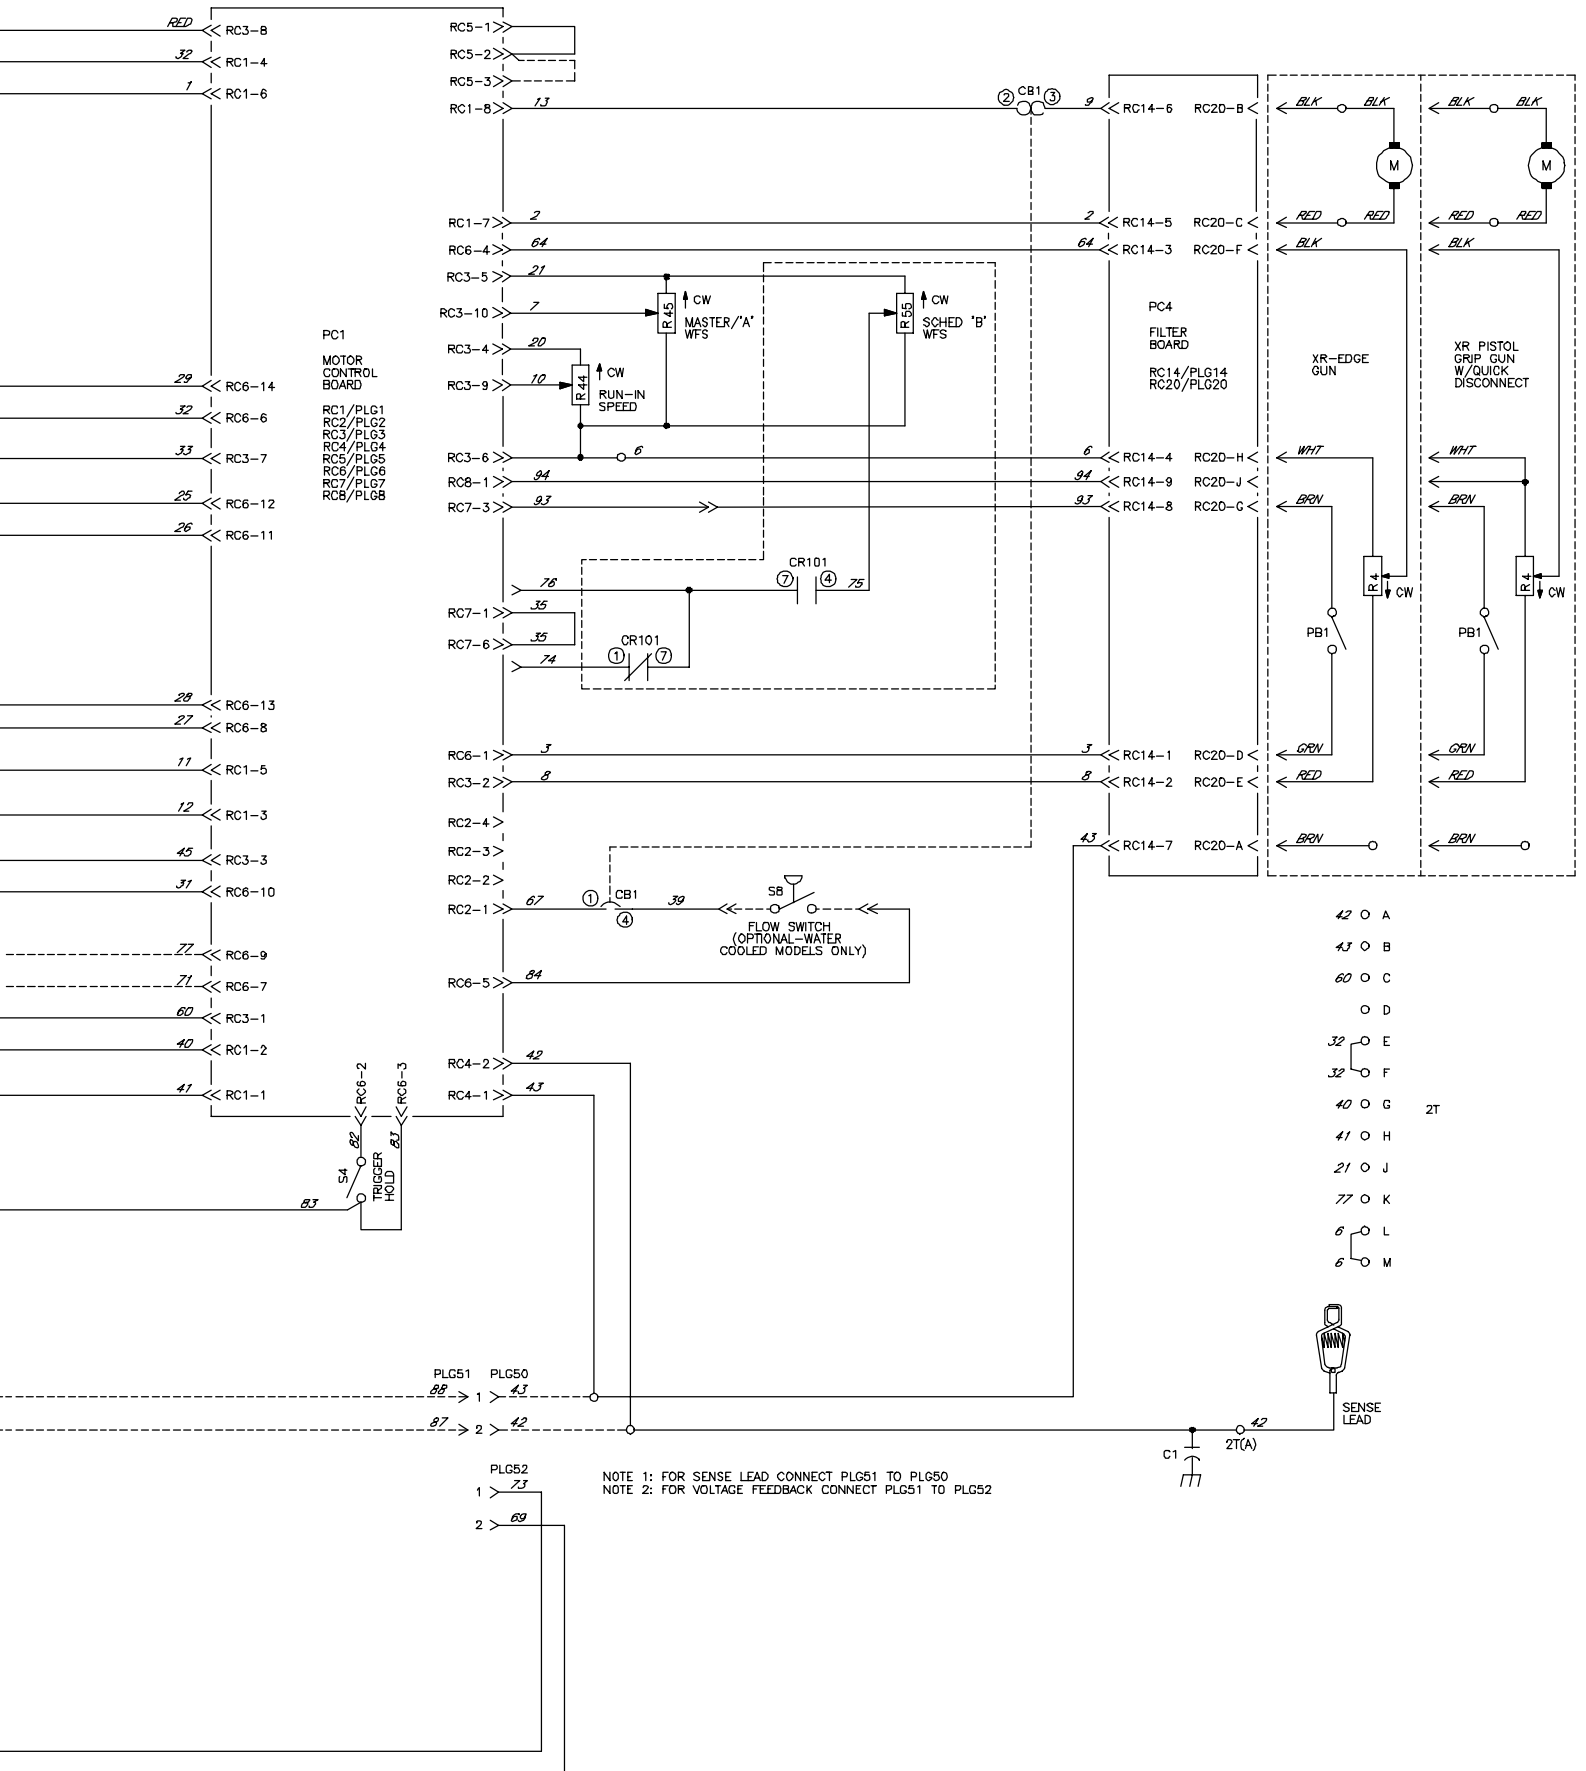 RED
RC3-8
32
RC1-4
1
RC1-6
29
RC6-14
32
RC6-6
33
RC3-7
25
RC6-12
26
RC6-11
28
RC6-13
27
RC6-8
11
RC1-5
12
RC1-3
45
RC3-3
31
RC6-10
77
RC6-9
71
RC6-7
60
RC3-1
40
RC1-2
41
RC1-1
PC1
MOTOR
CONTROL
BOARD
RC1/PLG1
RC2/PLG2
RC3/PLG3
RC4/PLG4
RC5/PLG5
RC6/PLG6
RC7/PLG7
RC8/PLG8
RC6-2
RC6-3
82
83
S4
TRIGGER
HOLD
83
RC5-1
RC5-2
RC5-3
RC1-8
13
2
CB1
3
9
RC14-6
RC20-B
RC1-7
2
2
RC14-5
RC20-C
RC6-4
64
64
RC14-3
RC20-F
RC3-5
21
RC3-10
7
R45
CW
MASTER/"A"
WFS
R55
CW
SCHED "B"
WFS
RC3-4
20
RC3-9
10
R44
CW
RUN-IN
SPEED
RC3-6
6
6
RC14-4
RC20-H
RC8-1
94
94
RC14-9
RC20-J
RC7-3
93
93
RC14-8
RC20-G
76
CR101
7
4
75
RC7-1
35
RC7-6
35
CR101
1
7
74
RC6-1
3
3
RC14-1
RC20-D
RC3-2
8
8
RC14-2
RC20-E
RC2-4
RC2-3
RC2-2
43
RC14-7
RC20-A
RC2-1
67
1
CB1
4
39
S8
FLOW SWITCH
(OPTIONAL-WATER
COOLED MODELS ONLY)
RC6-5
84
RC4-2
42
RC4-1
43
PC4
FILTER
BOARD
RC14/PLG14
RC20/PLG20
BLK
BLK
M
RED
RED
BLK
XR-EDGE
GUN
WHT
BRN
R4
CW
PB1
GRN
RED
BRN
BLK
BLK
M
RED
RED
BLK
XR PISTOL
GRIP GUN
W/QUICK
DISCONNECT
WHT
BRN
R4
CW
PB1
GRN
RED
BRN
42 A
43 B
60 C
D
32 E
32 F
40 G
41 H
21 J
77 K
6 L
6 M
2T
SENSE
LEAD
PLG51 PLG50
88 1 43
87 2 42
C1
2T(A)
42
PLG52
1 73
2 69
NOTE 1: FOR SENSE LEAD CONNECT PLG51 TO PLG50
NOTE 2: FOR VOLTAGE FEEDBACK CONNECT PLG51 TO PLG52